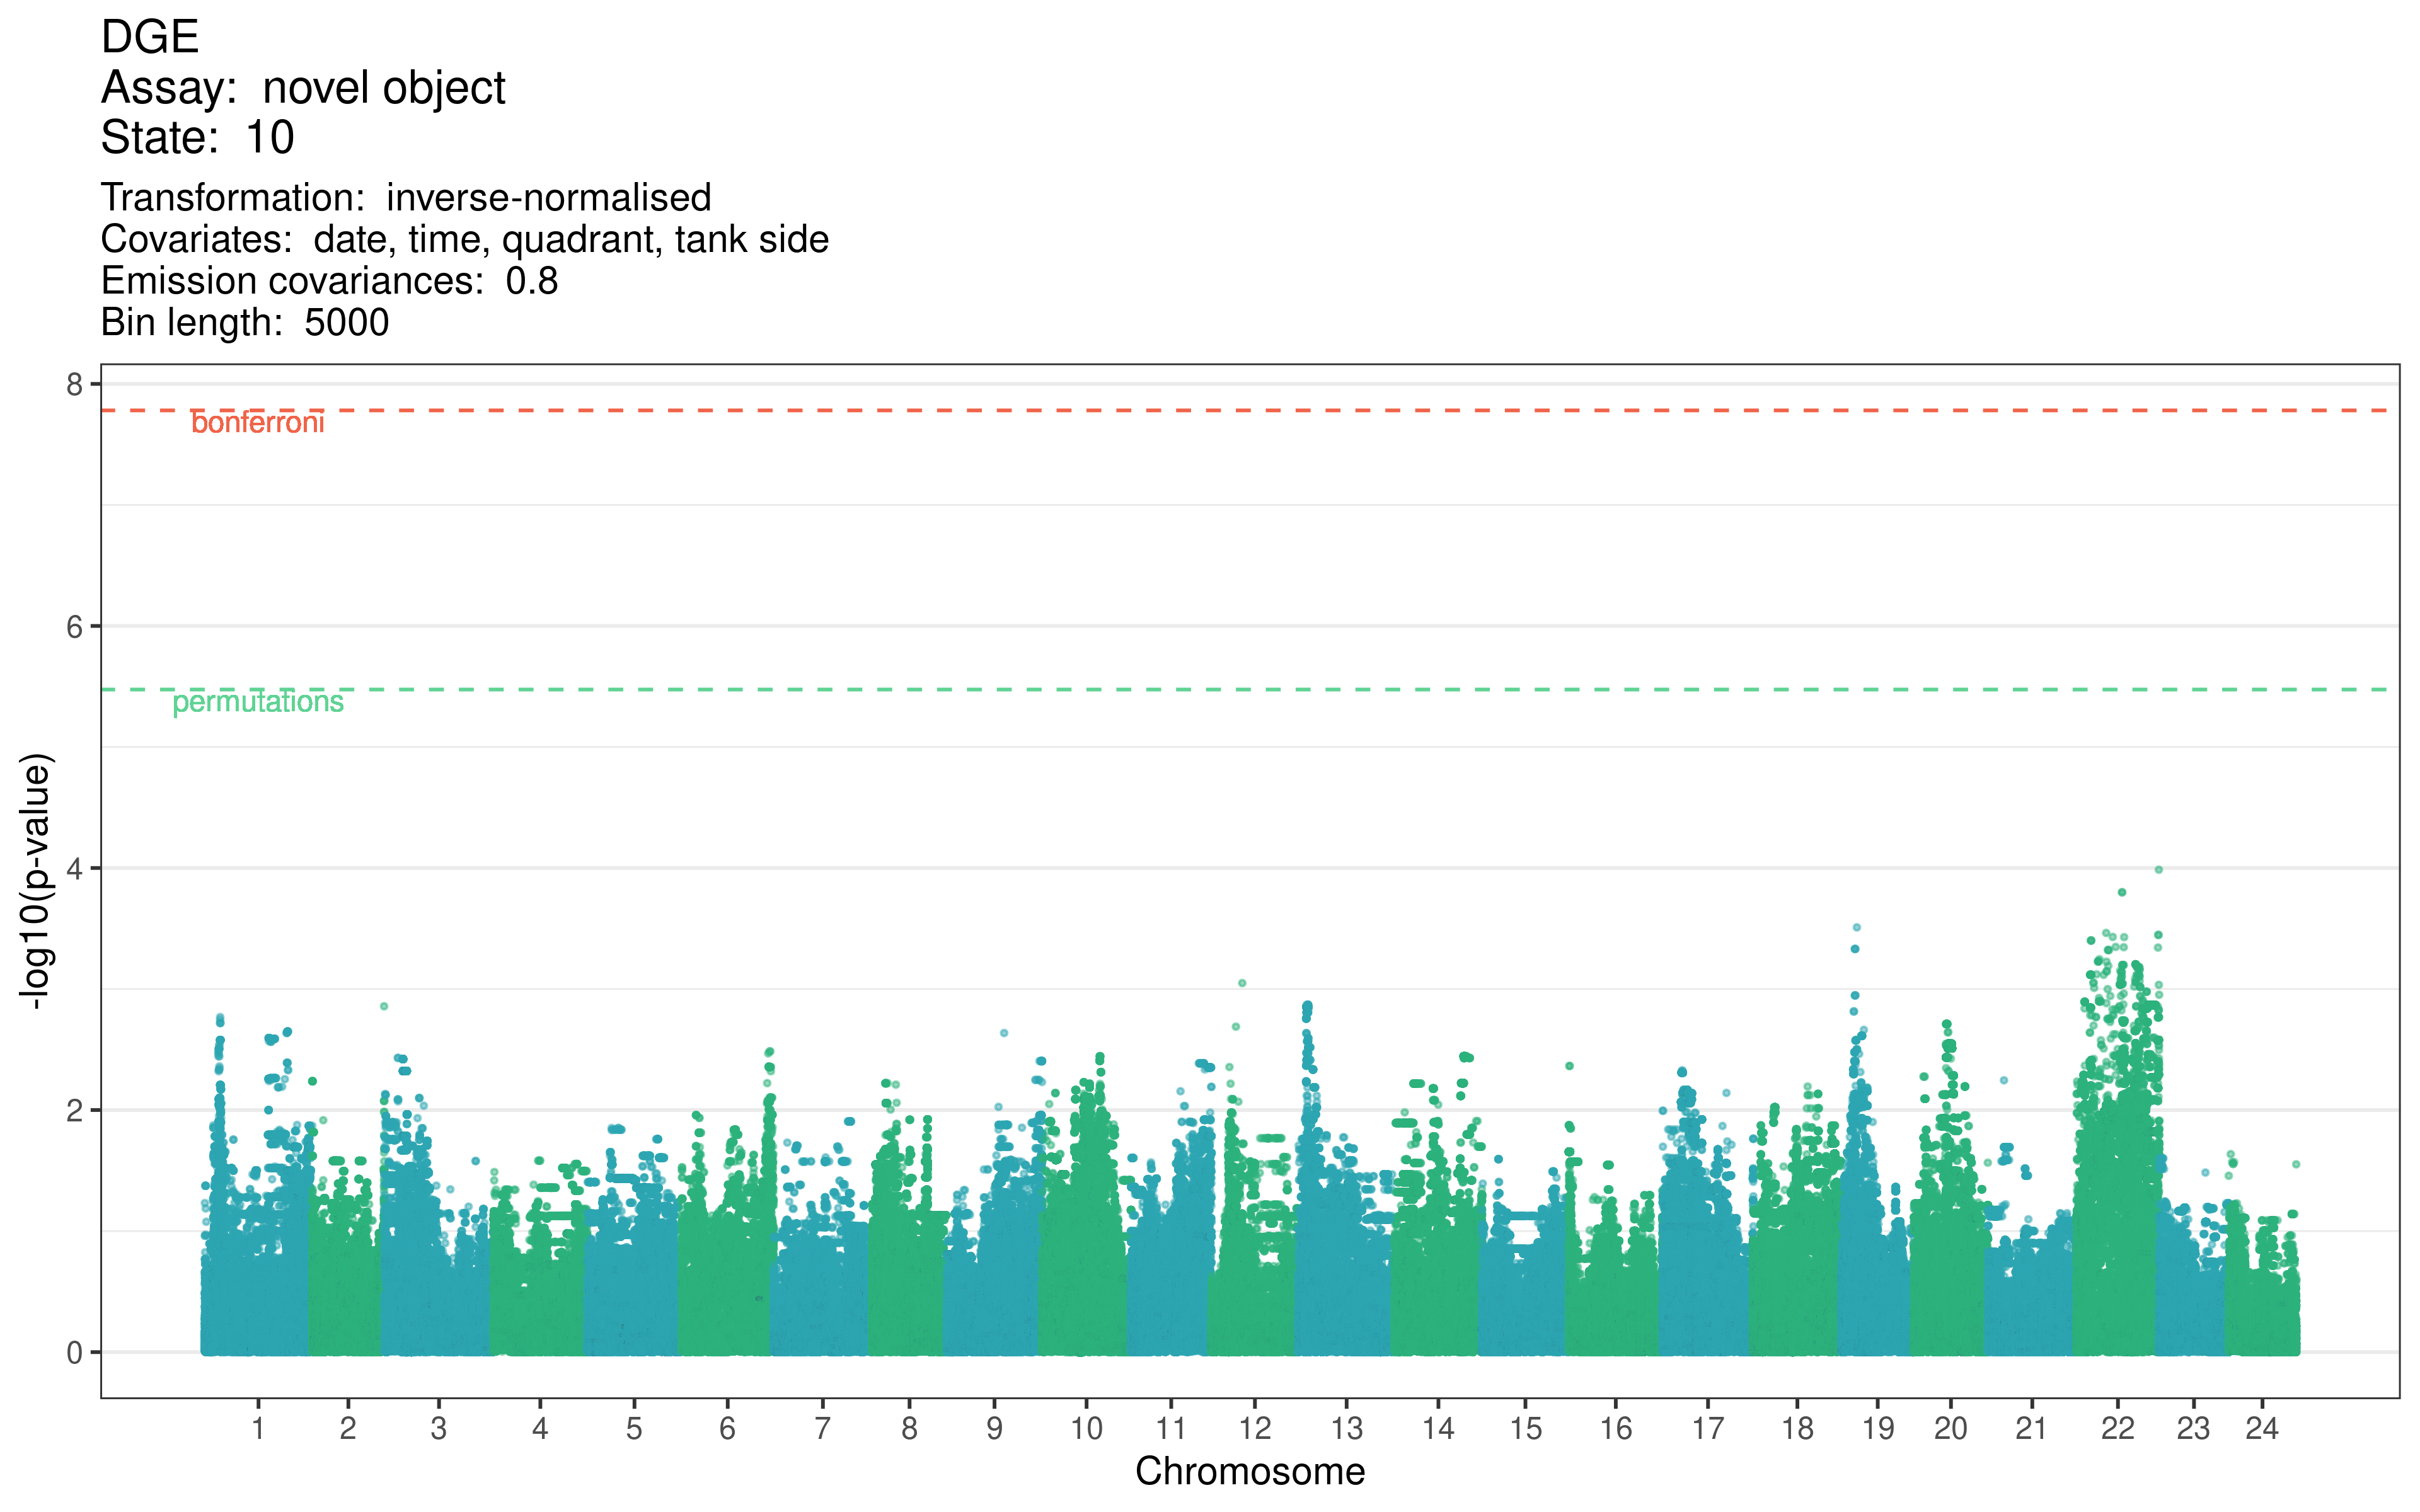 DGE
Assay:  novel object
State:  10
Transformation:  inverse-normalised
Covariates:  date, time, quadrant, tank side
Emission covariances:  0.8
Bin length:  5000
8
bonferroni
6
permutations
-log10(p-value)
4
2
0
1 2 3 4 5 6 7 8 9 10 11 12 13 14 15 16 17 18 19 20 21 22 23 24
Chromosome